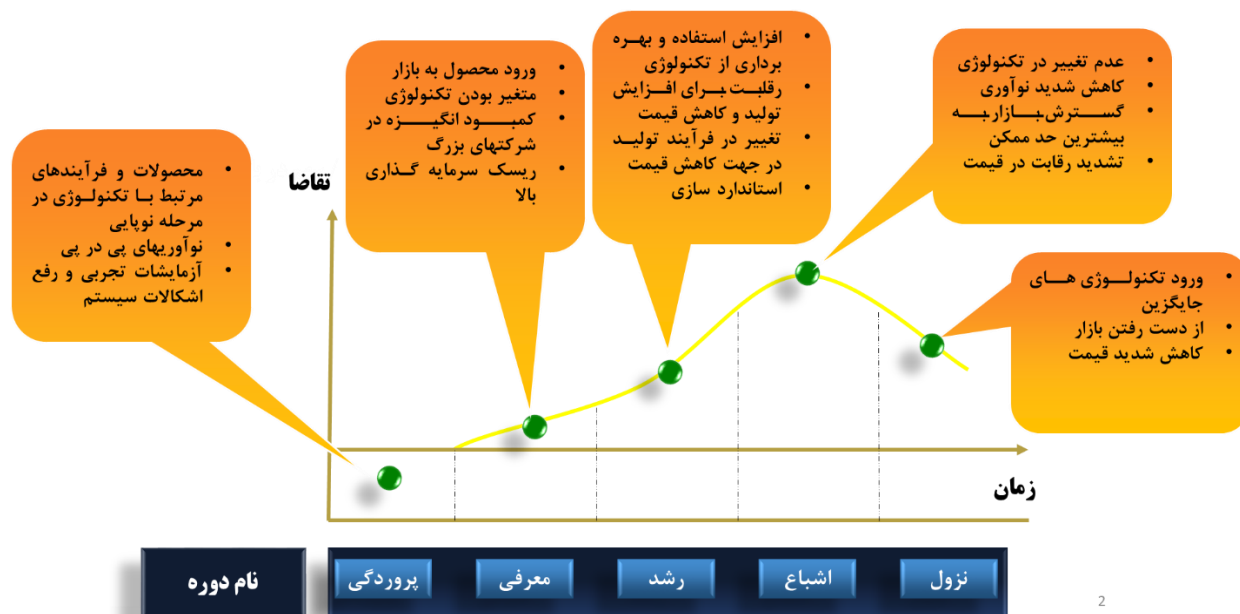 محصولات و فرآیندهای
مرتبط با تکنولوژی در
مرحله نوپایی
نوآوریهای پی در پی
آزمایشات تجربی و رفع
اشکالات سیستم
ورود محصول به بازار
متغیر بودن تکنولوژی
کمبود انگیزه در
شرکتهای بزرگ
ریسک سرمایه گذاری
بالا
افزایش استفاده و بهره
برداری از تکنولوژی
رقلبت برای افزایش
تولید و کاهش قیمت
تغییر در فرآیند تولید
در جهت کاهش قیمت
استاندارد سازی
عدم تغییر در تکنولوژی
کاهش شدید نوآوری
گسترش بازار به
بیشترین حد ممکن
تشدید رقابت در قیمت
ورود تکنولوژی های
جایگزین
از دست رفتن بازار
کاهش شدید قیمت
تقاضا
زمان
نام دوره
پروردگی
معرفی
رشد
اشباع
نزول
2